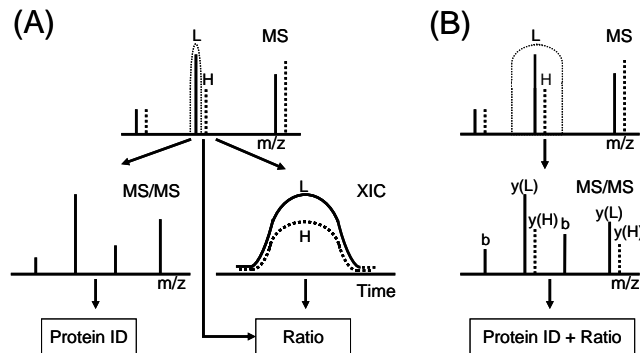 (A)
L
MS
H
m/z
MS/MS
m/z
Protein ID
L
XIC
H
Time
Ratio
(B)
L
MS
H
m/z
MS/MS
y(L)
y(H)
b
b
y(L)
y(H)
m/z
Protein ID + Ratio